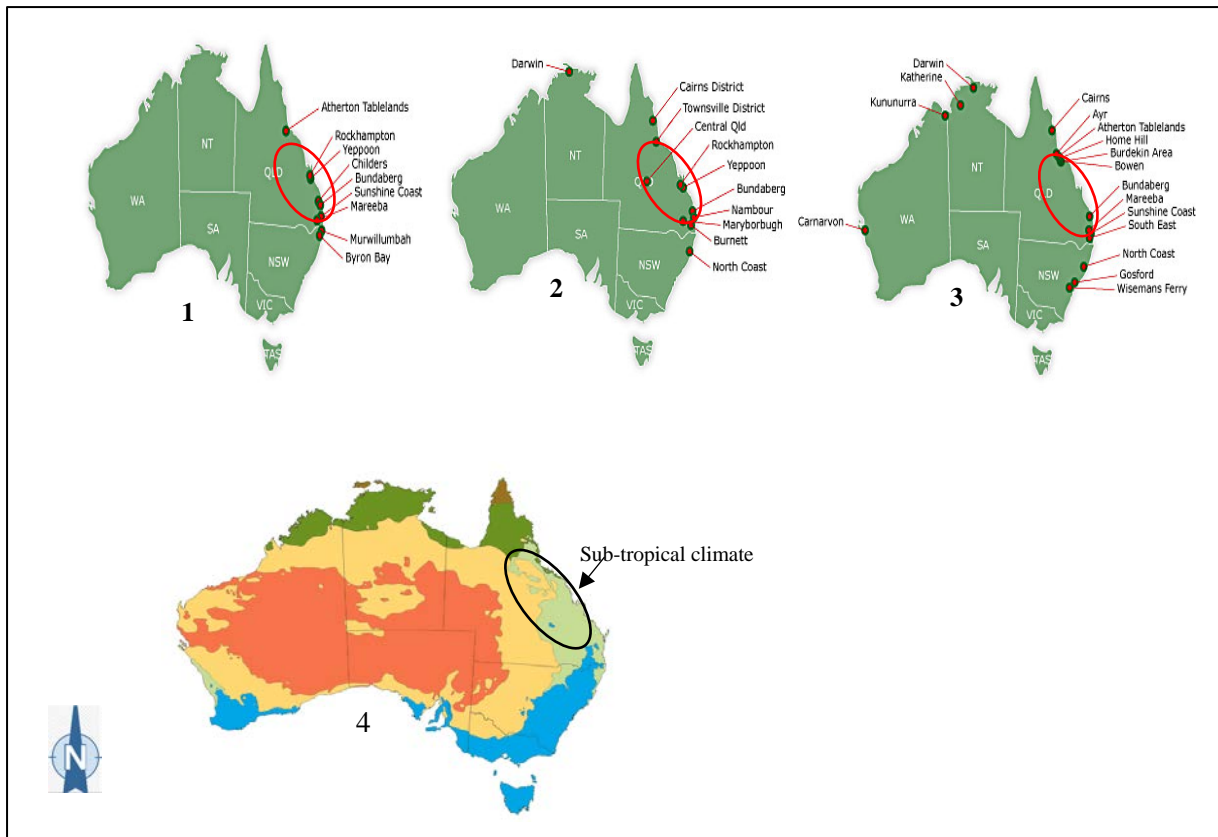 Atherton Tablelands
Rockhampton
Yeppoon
Childers
Bundaberg
Sunshine Coast
Mareeba
Murwillumbah
Byron Bay
WA
NT
QLD
SA
NSW
VIC
TAS
1
Darwin
Cairns District
Townsville District
Central Qld
Rockhampton
Yeppoon
Bundaberg
Nambour
Maryborbugh
Burnett
North Coast
WA
NT
SA
NSW
VIC
TAS
2
Darwin
Katherine
Kununurra
Carnarvon
Cairns
Ayr
Atherton Tablelands
Home Hill
Burdekin Area
Bowen
Bundaberg
Mareeba
Sunshine Coast
South East
North Coast
Gosford
Wisemans Ferry
WA
NT
QLD
SA
NSW
VIC
TAS
3
Sub-tropical climate
4
N